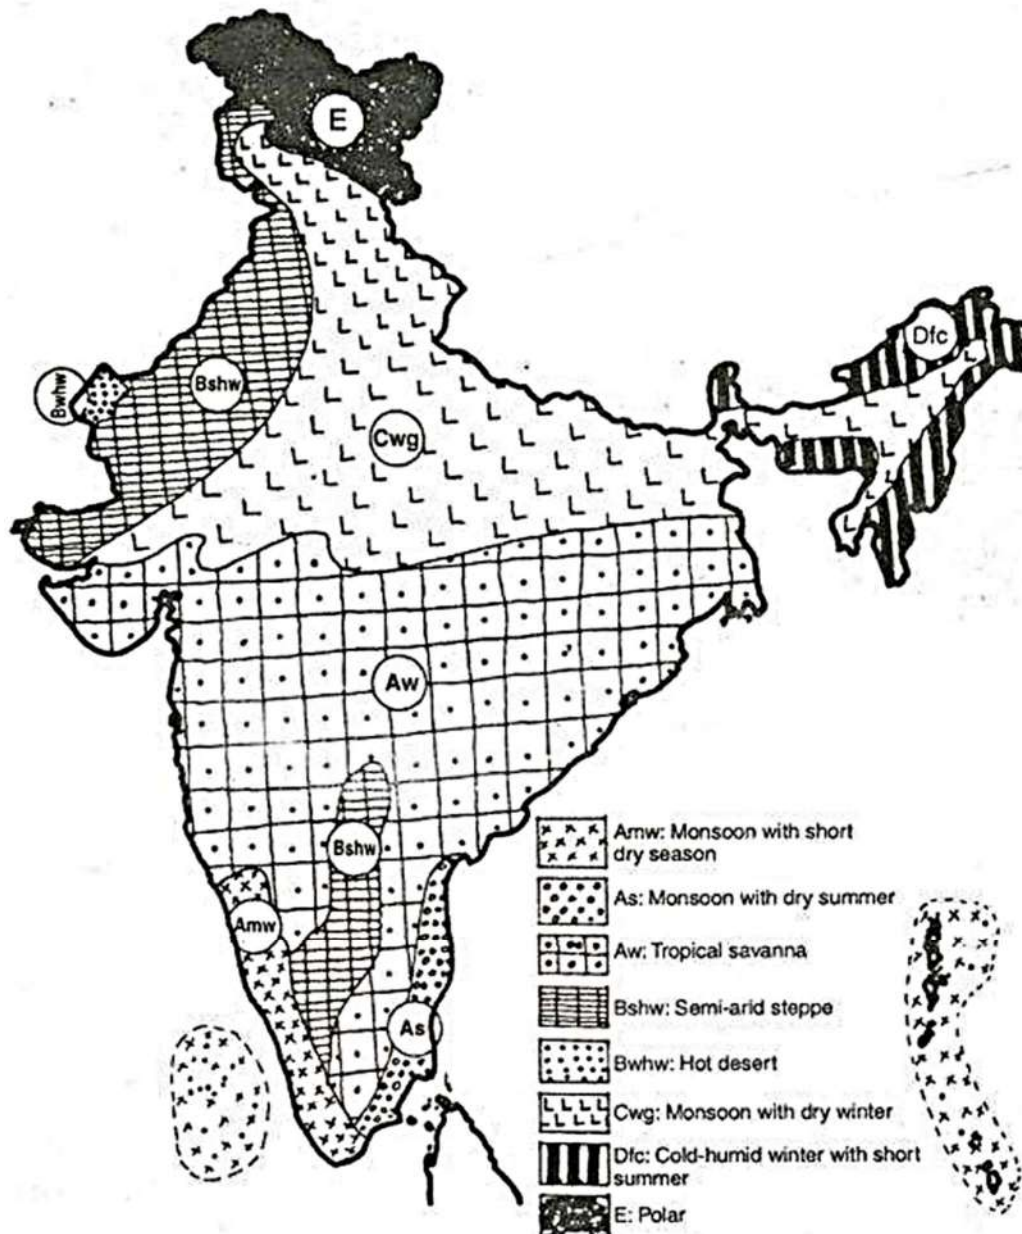 E
Dfc
Bwhw
Bshw
Cwg
Aw
Bshw
Amw
As
Amw: Monsoon with short
dry season
As: Monsoon with dry summer
Aw: Tropical savanna
Bshw: Semi-arid steppe
Bwhw: Hot desert
Cwg: Monsoon with dry winter
Dfc: Cold-humid winter with short
summer
E: Polar